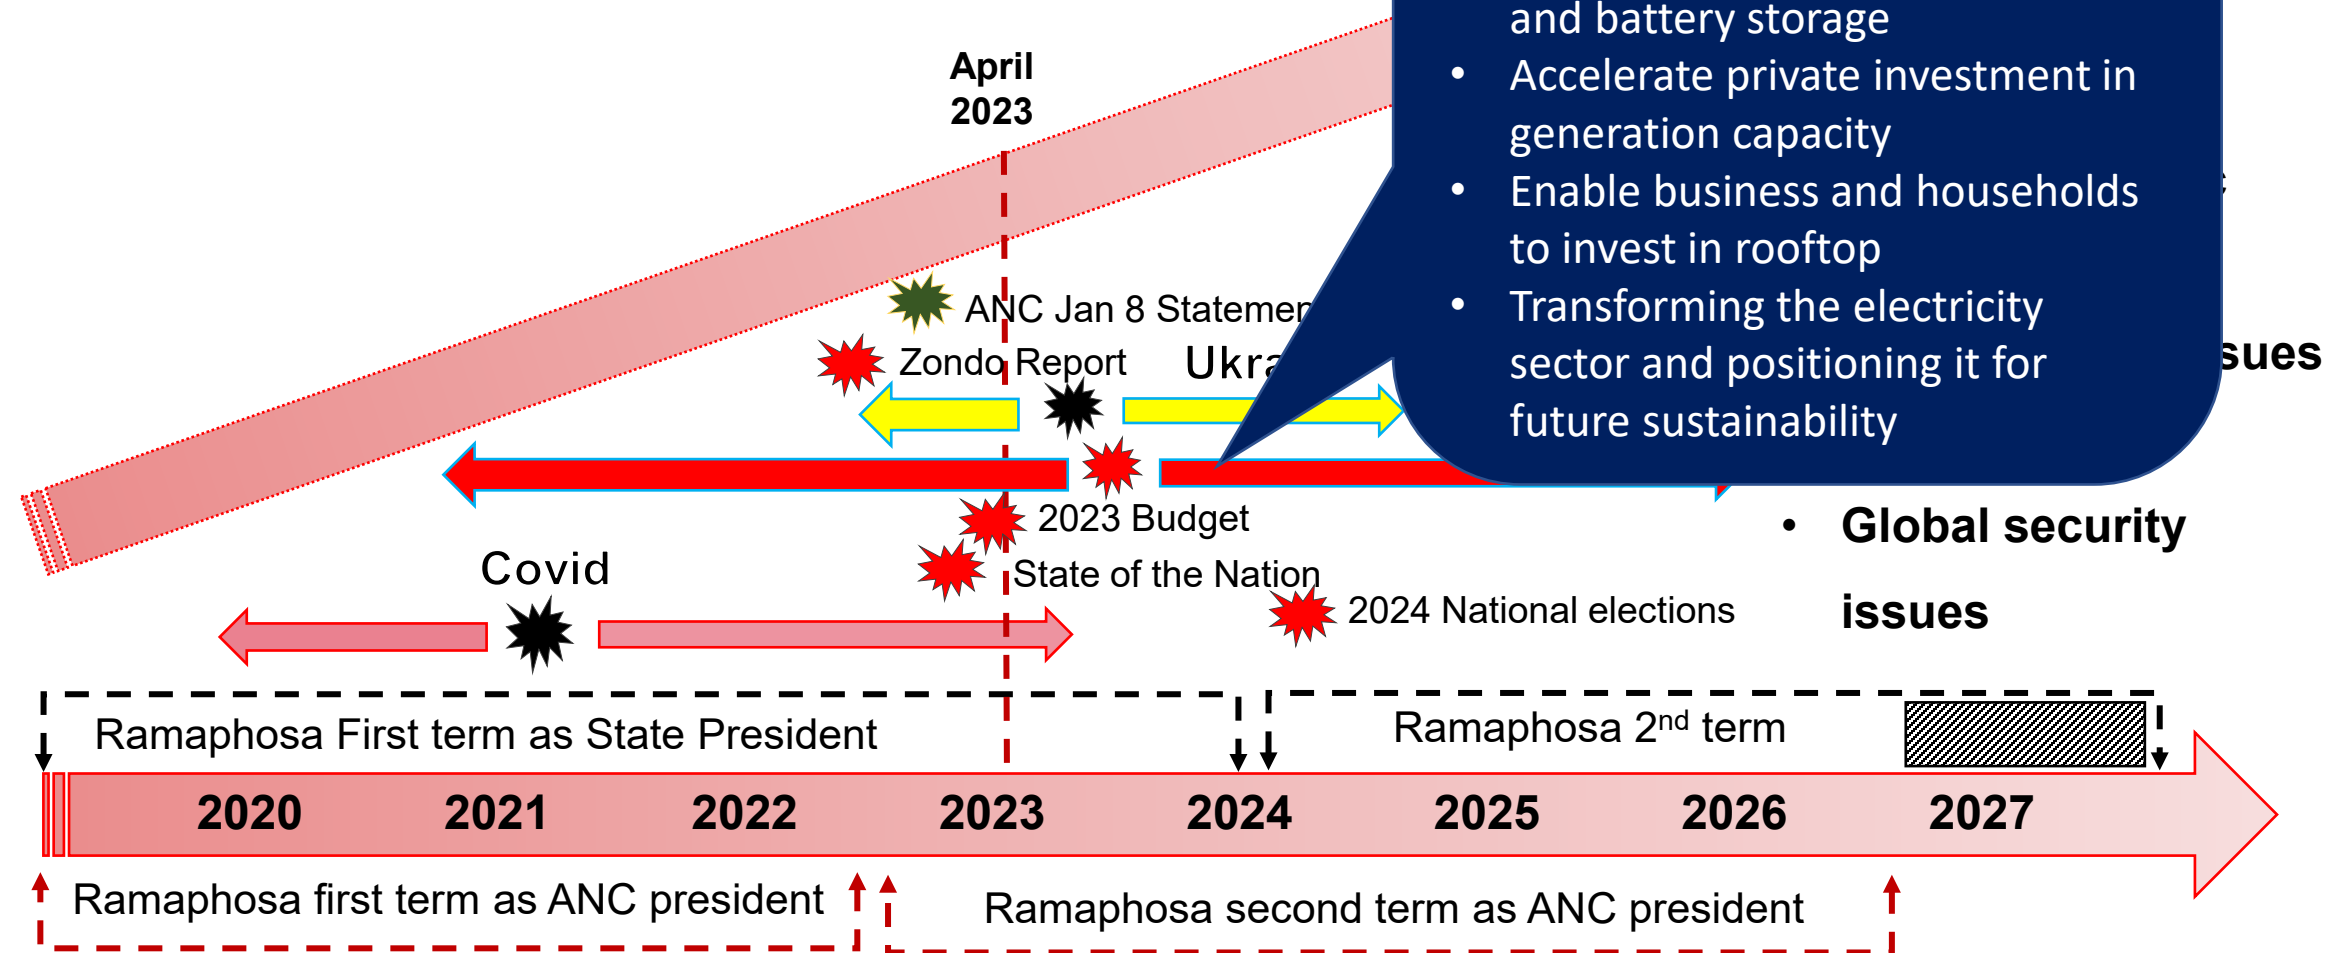 and battery storage
• Accelerate private investment in
generation capacity
• Enable business and households
to invest in rooftop
• Transforming the electricity
sector and positioning it for
future sustainability
April
2023
ANC Jan 8 Statemen
Zondo Report
Ukra
sues
2023 Budget
State of the Nation
• Global security
issues
Covid
2024 National elections
Ramaphosa First term as State President
Ramaphosa 2nd term
2020 2021 2022 2023 2024 2025 2026 2027
Ramaphosa first term as ANC president
Ramaphosa second term as ANC president